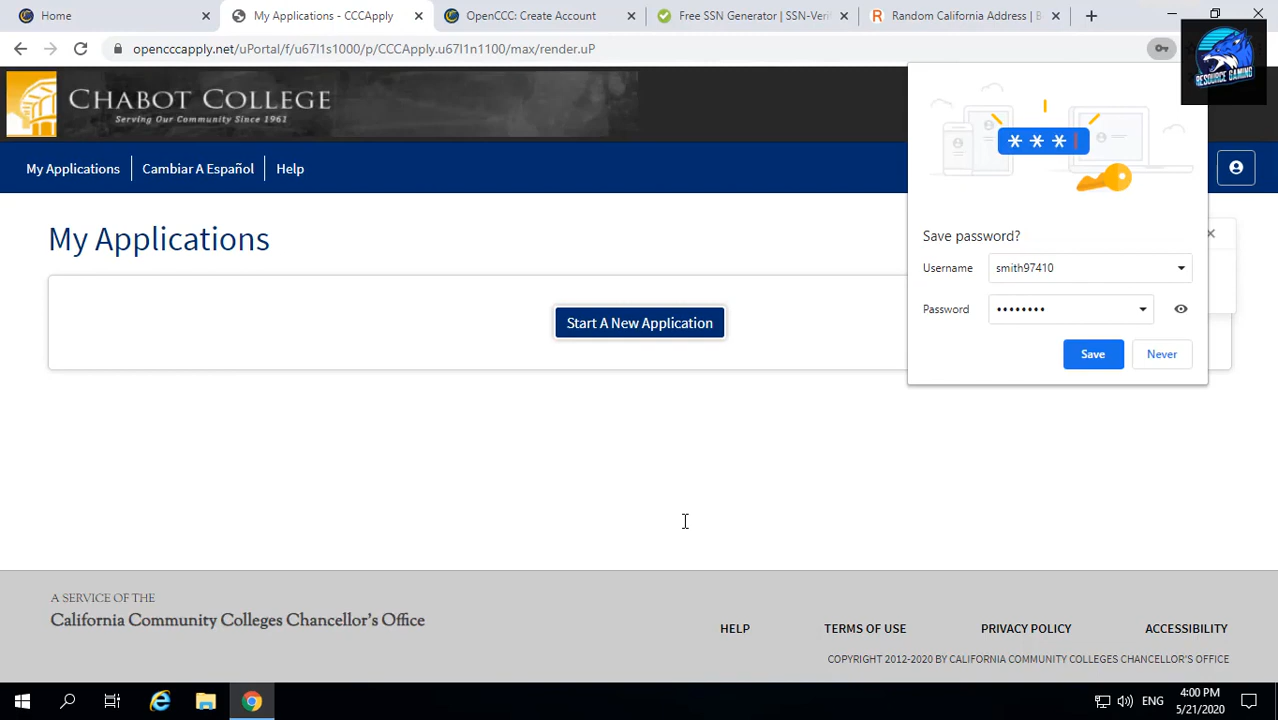 Home
My Applications - CCCApply
OpenCCC: Create Account
Free SSN Generator | SSN-Veri
Random California Address | B
opencccapply.net/uPortal/f/u67l1s1000/p/CCCApply.u67l1n1100/max/render.uP
RESOURCE GAMING
CHABOT COLLEGE
Serving Our Community Since 1961
My Applications
Cambiar A Español
Help
My Applications
Start A New Application
* * *
Save password?
Username
smith97410
Password
••••••••
Save
Never
A SERVICE OF THE
California Community Colleges Chancellor's Office
HELP
TERMS OF USE
PRIVACY POLICY
ACCESSIBILITY
COPYRIGHT 2012-2020 BY CALIFORNIA COMMUNITY COLLEGES CHANCELLOR'S OFFICE
ENG
4:00 PM
5/21/2020